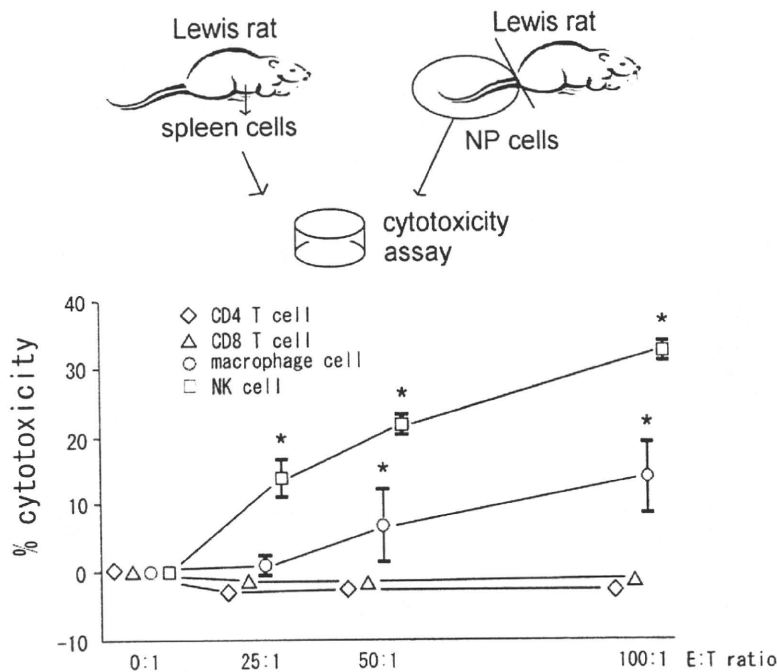 Lewis rat
Lewis rat
spleen cells
NP cells
cytotoxicity
assay
40
30
20
10
0
-10
% cytotoxicity
◇ CD4 T cell
△ CD8 T cell
○ macrophage cell
□ NK cell
*
*
*
*
*
0:1 25:1 50:1 100:1 E:T ratio